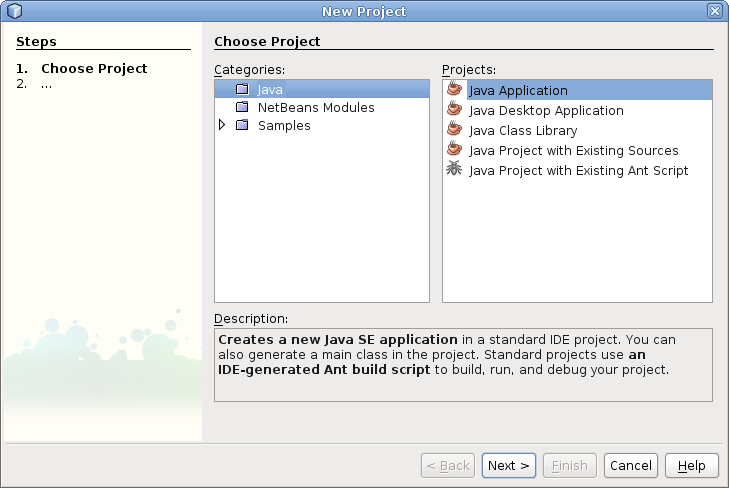 New Project
Steps
1. Choose Project
2. ...
Choose Project
Categories:
Java
NetBeans Modules
Samples
Projects:
Java Application
Java Desktop Application
Java Class Library
Java Project with Existing Sources
Java Project with Existing Ant Script
Description:
Creates a new Java SE application in a standard IDE project. You can
also generate a main class in the project. Standard projects use an
IDE-generated Ant build script to build, run, and debug your project.
< Back
Next >
Finish
Cancel
Help